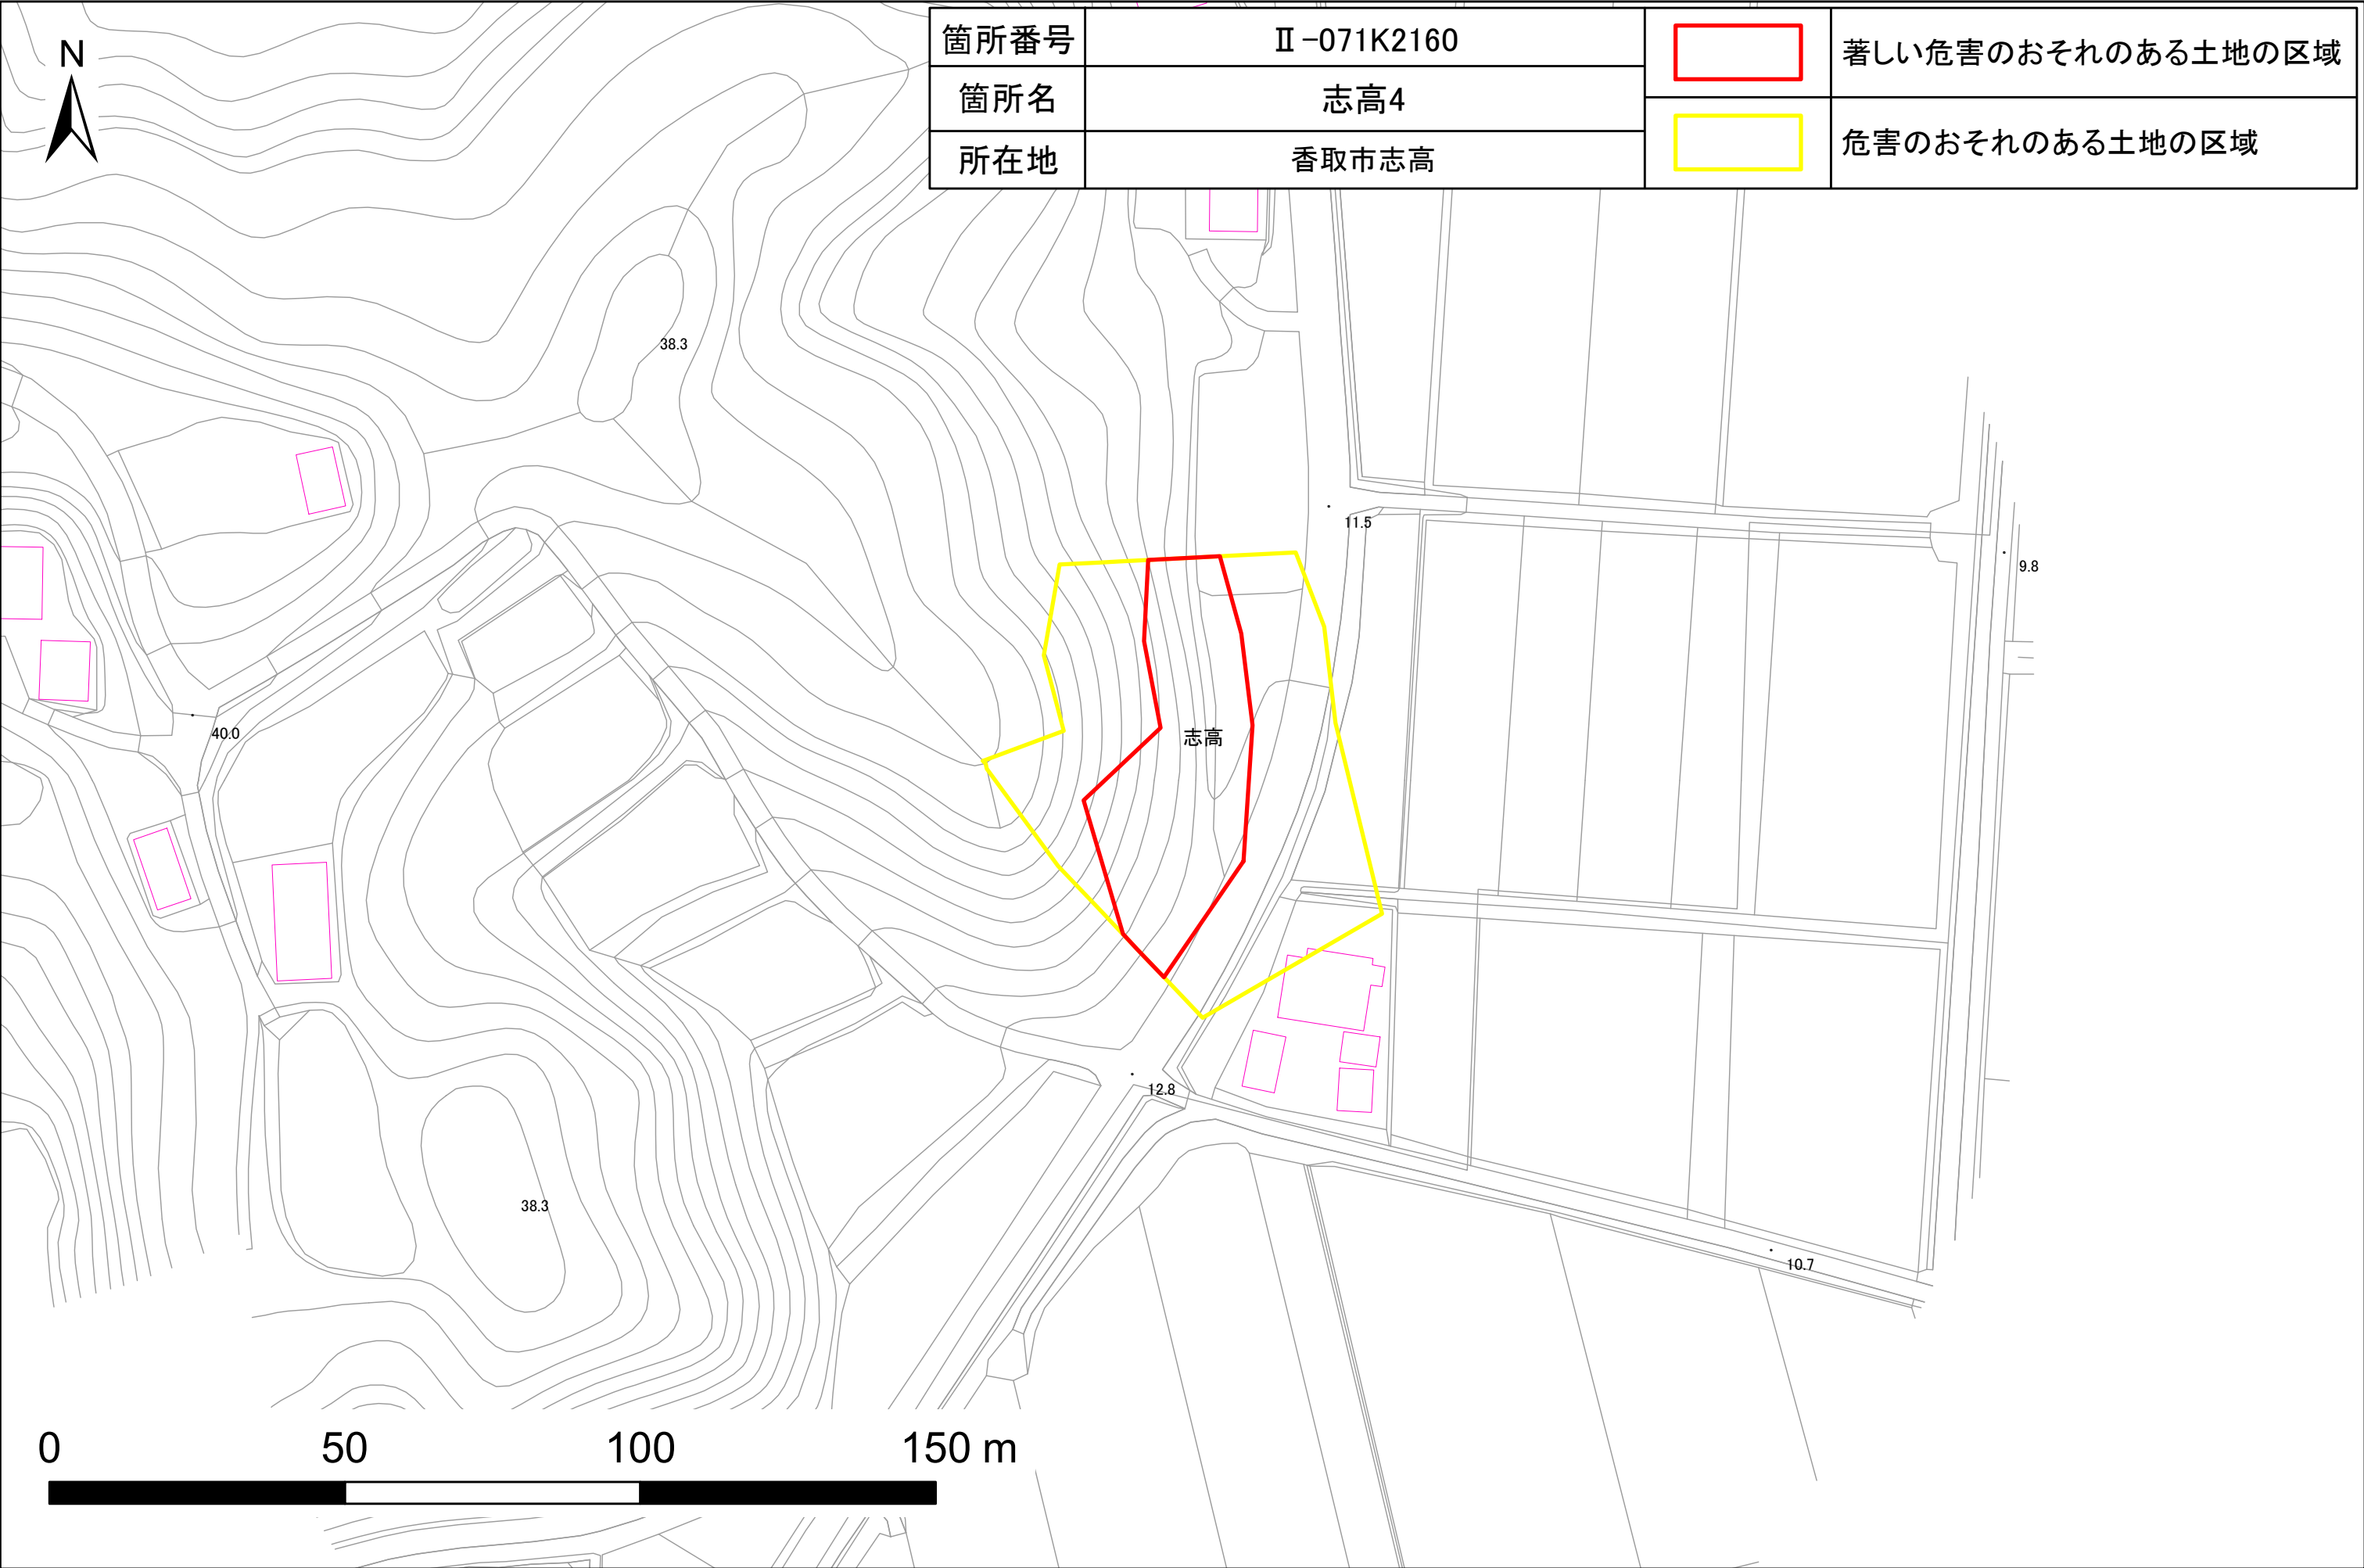 N
箇所番号 Ⅱ-071K2160
箇所名 志高4
所在地 香取市志高
著しい危害のおそれのある土地の区域
危害のおそれのある土地の区域
38.3
11.5
9.8
40.0
志高
12.8
38.3
10.7
0 50 100 150 m